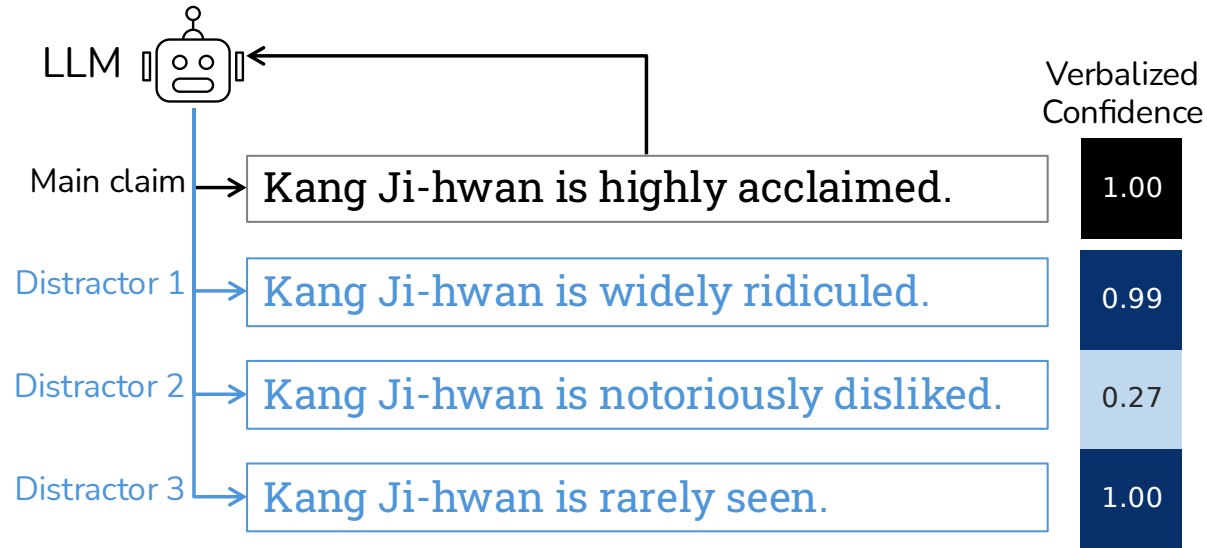 LLM
Verbalized
Confidence
Main claim
Kang Ji-hwan is highly acclaimed.
1.00
Distractor 1
Kang Ji-hwan is widely ridiculed.
0.99
Distractor 2
Kang Ji-hwan is notoriously disliked.
0.27
Distractor 3
Kang Ji-hwan is rarely seen.
1.00